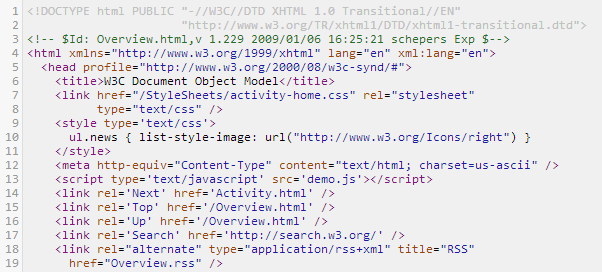 1 <!DOCTYPE html PUBLIC "-//W3C//DTD XHTML 1.0 Transitional//EN"
2 "http://www.w3.org/TR/xhtml1/DTD/xhtml1-transitional.dtd">
3 <!-- $Id: Overview.html,v 1.229 2009/01/06 16:25:21 schepers Exp $-->
4 <html xmlns="http://www.w3.org/1999/xhtml" lang="en" xml:lang="en">
5 <head profile="http://www.w3.org/2000/08/w3c-synd/#">
6 <title>W3C Document Object Model</title>
7 <link href="/StyleSheets/activity-home.css" rel="stylesheet"
8 type="text/css" />
9 <style type='text/css'>
10 ul.news { list-style-image: url("http://www.w3.org/Icons/right") }
11 </style>
12 <meta http-equiv="Content-Type" content="text/html; charset=us-ascii" />
13 <script type='text/javascript' src='demo.js'></script>
14 <link rel='Next' href='Activity.html' />
15 <link rel='Top' href='/Overview.html' />
16 <link rel='Up' href='/Overview.html' />
17 <link rel='Search' href='http://search.w3.org/' />
18 <link rel="alternate" type="application/rss+xml" title="RSS"
19 href="Overview.rss" />